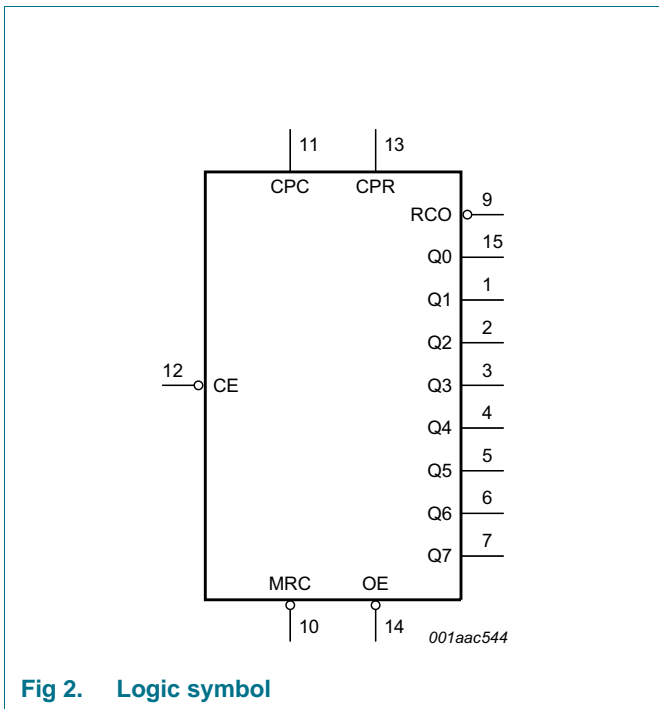 11 13
CPC CPR
RCO 9
Q0 15
Q1 1
Q2 2
12 CE Q3 3
Q4 4
Q5 5
Q6 6
Q7 7
MRC OE
10 14 001aac544
Fig 2. Logic symbol